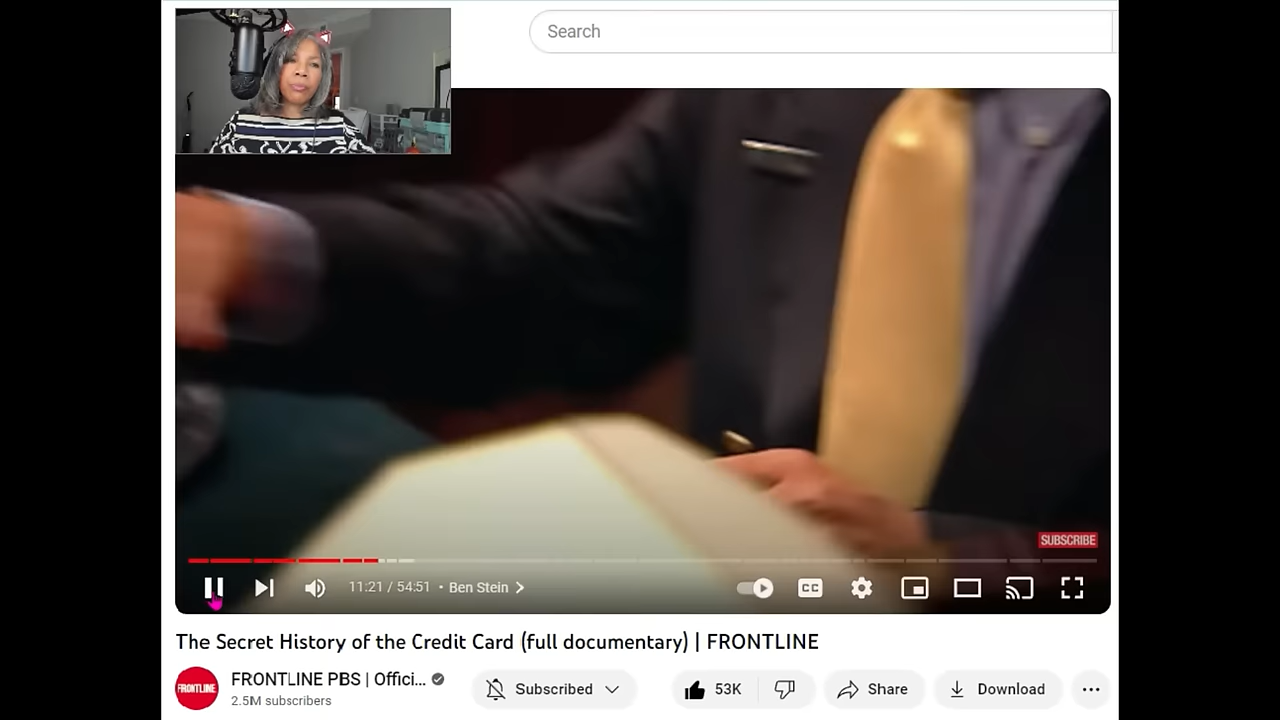 Search
SUBSCRIBE
11:21 / 54:51 • Ben Stein >
CC
The Secret History of the Credit Card (full documentary) | FRONTLINE
FRONTLINE
FRONTLINE PBS | Offici...
2.5M subscribers
Subscribed
53K
Share
Download